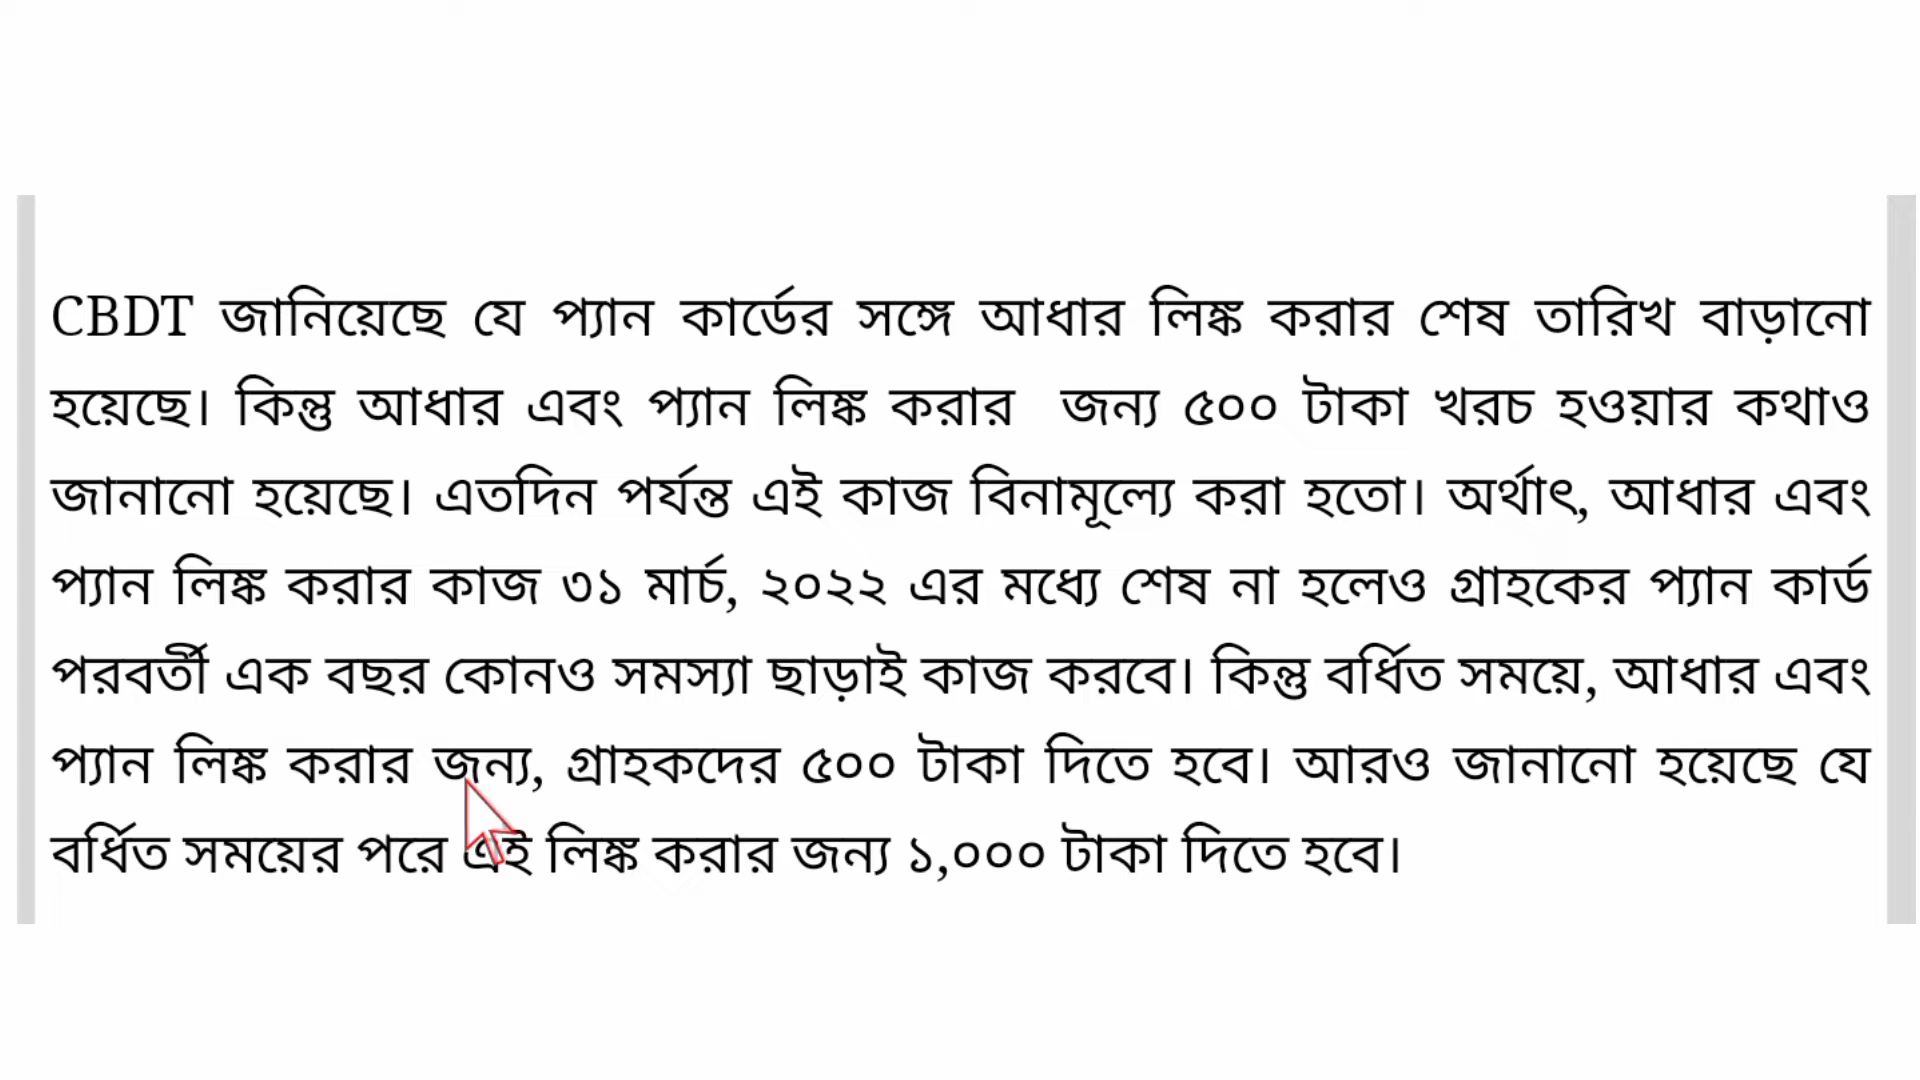 CBDT জানিয়েছে যে প্যান কার্ডের সঙ্গে আধার লিঙ্ক করার শেষ তারিখ বাড়ানো
হয়েছে। কিন্তু আধার এবং প্যান লিঙ্ক করার জন্য ৫০০ টাকা খরচ হওয়ার কথাও
জানানো হয়েছে। এতদিন পর্যন্ত এই কাজ বিনামূল্যে করা হতো। অর্থাৎ, আধার এবং
প্যান লিঙ্ক করার কাজ ৩১ মার্চ, ২০২২ এর মধ্যে শেষ না হলেও গ্রাহকের প্যান কার্ড
পরবর্তী এক বছর কোনও সমস্যা ছাড়াই কাজ করবে। কিন্তু বর্ধিত সময়ে, আধার এবং
প্যান লিঙ্ক করার জন্য, গ্রাহকদের ৫০০ টাকা দিতে হবে। আরও জানানো হয়েছে যে
বর্ধিত সময়ের পরে এই লিঙ্ক করার জন্য ১,০০০ টাকা দিতে হবে।